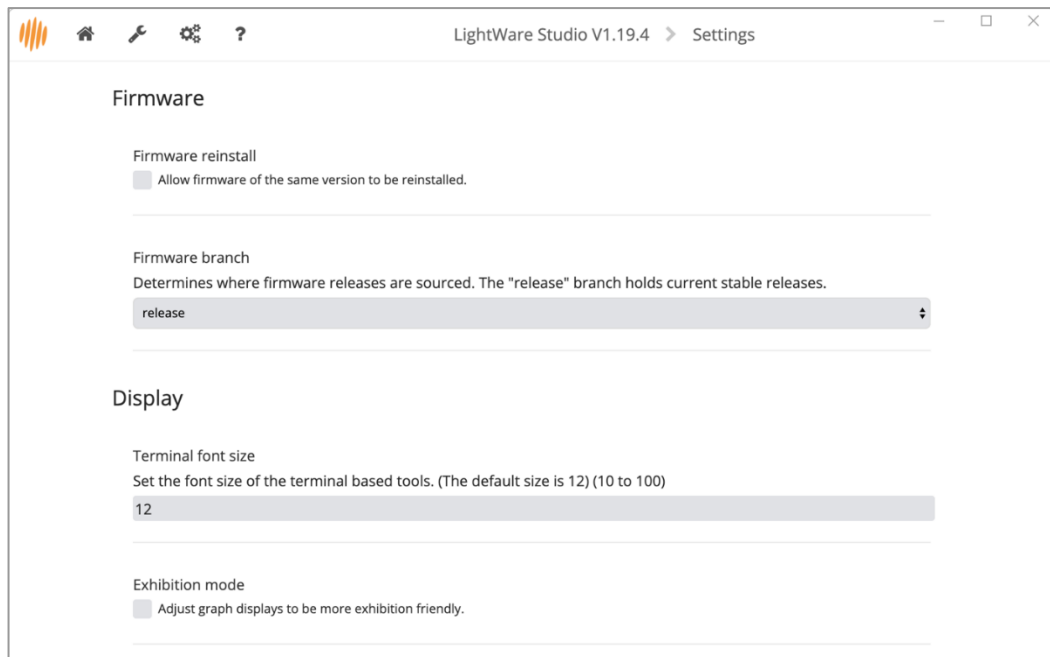 ? LightWare Studio V1.19.4 > Settings
Firmware
Firmware reinstall
Allow firmware of the same version to be reinstalled.
Firmware branch
Determines where firmware releases are sourced. The "release" branch holds current stable releases.
release
Display
Terminal font size
Set the font size of the terminal based tools. (The default size is 12) (10 to 100)
12
Exhibition mode
Adjust graph displays to be more exhibition friendly.